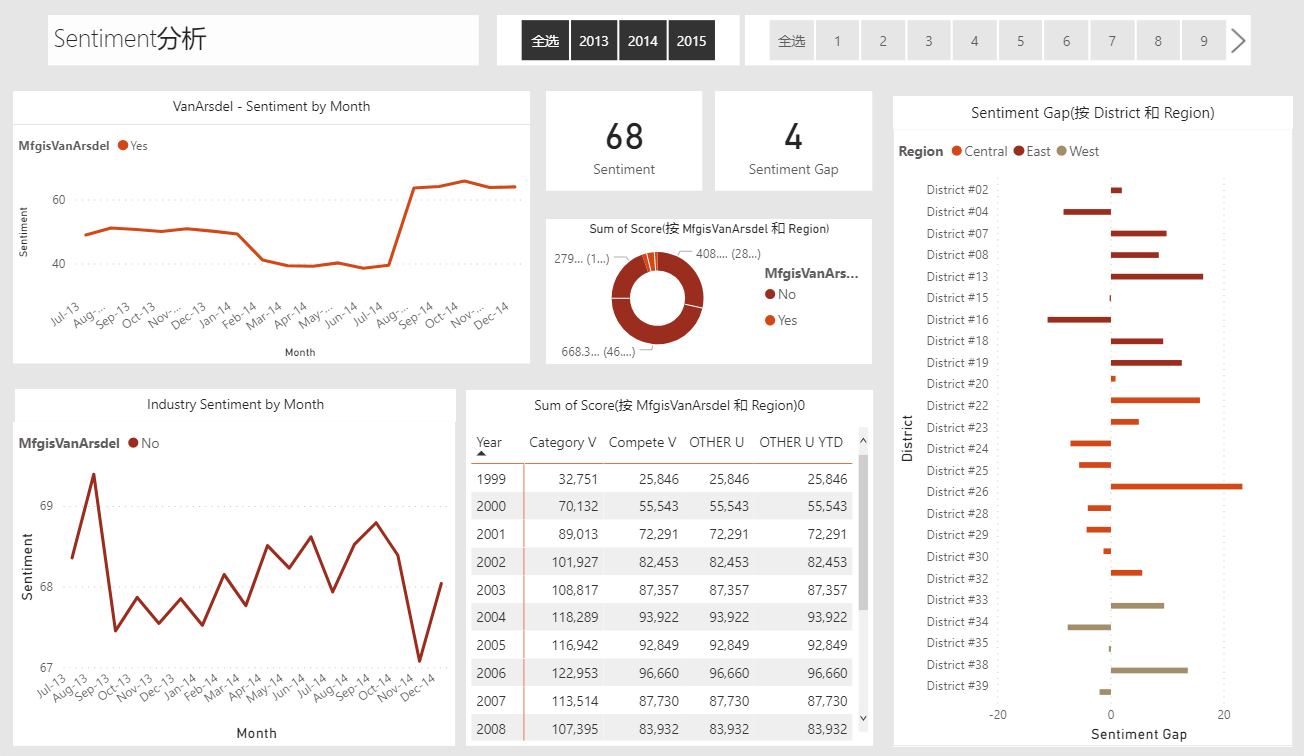 Sentiment分析
全选 2013 2014 2015
全选 1 2 3 4 5 6 7 8 9
VanArsdel - Sentiment by Month
MfgisVanArsdel Yes
Sentiment
60
40
Jul-13 Aug-... Sep-13 Oct-13 Nov-... Dec-13 Jan-14 Feb-14 Mar-14 Apr-14 May-... Jun-14 Jul-14 Aug-... Sep-14 Oct-14 Nov-... Dec-14
Month
68
Sentiment
4
Sentiment Gap
Sum of Score(按 MfgisVanArsdel 和 Region)
279... (1...)
408.... (28...)
668.3... (46....)
MfgisVanArs...
No
Yes
Industry Sentiment by Month
MfgisVanArsdel No
Sentiment
69
68
67
Jul-13 Aug-13 Sep-13 Oct-13 Nov-13 Dec-13 Jan-14 Feb-14 Mar-14 Apr-14 May-14 Jun-14 Jul-14 Aug-14 Sep-14 Oct-14 Nov-14 Dec-14
Month
Sum of Score(按 MfgisVanArsdel 和 Region)0
Year Category V Compete V OTHER U OTHER U YTD
1999 32,751 25,846 25,846 25,846
2000 70,132 55,543 55,543 55,543
2001 89,013 72,291 72,291 72,291
2002 101,927 82,453 82,453 82,453
2003 108,817 87,357 87,357 87,357
2004 118,289 93,922 93,922 93,922
2005 116,942 92,849 92,849 92,849
2006 122,953 96,660 96,660 96,660
2007 113,514 87,730 87,730 87,730
2008 107,395 83,932 83,932 83,932
Sentiment Gap(按 District 和 Region)
Region Central East West
District
District #02
District #04
District #07
District #08
District #13
District #15
District #16
District #18
District #19
District #20
District #22
District #23
District #24
District #25
District #26
District #28
District #29
District #30
District #32
District #33
District #34
District #35
District #38
District #39
-20 0 20
Sentiment Gap